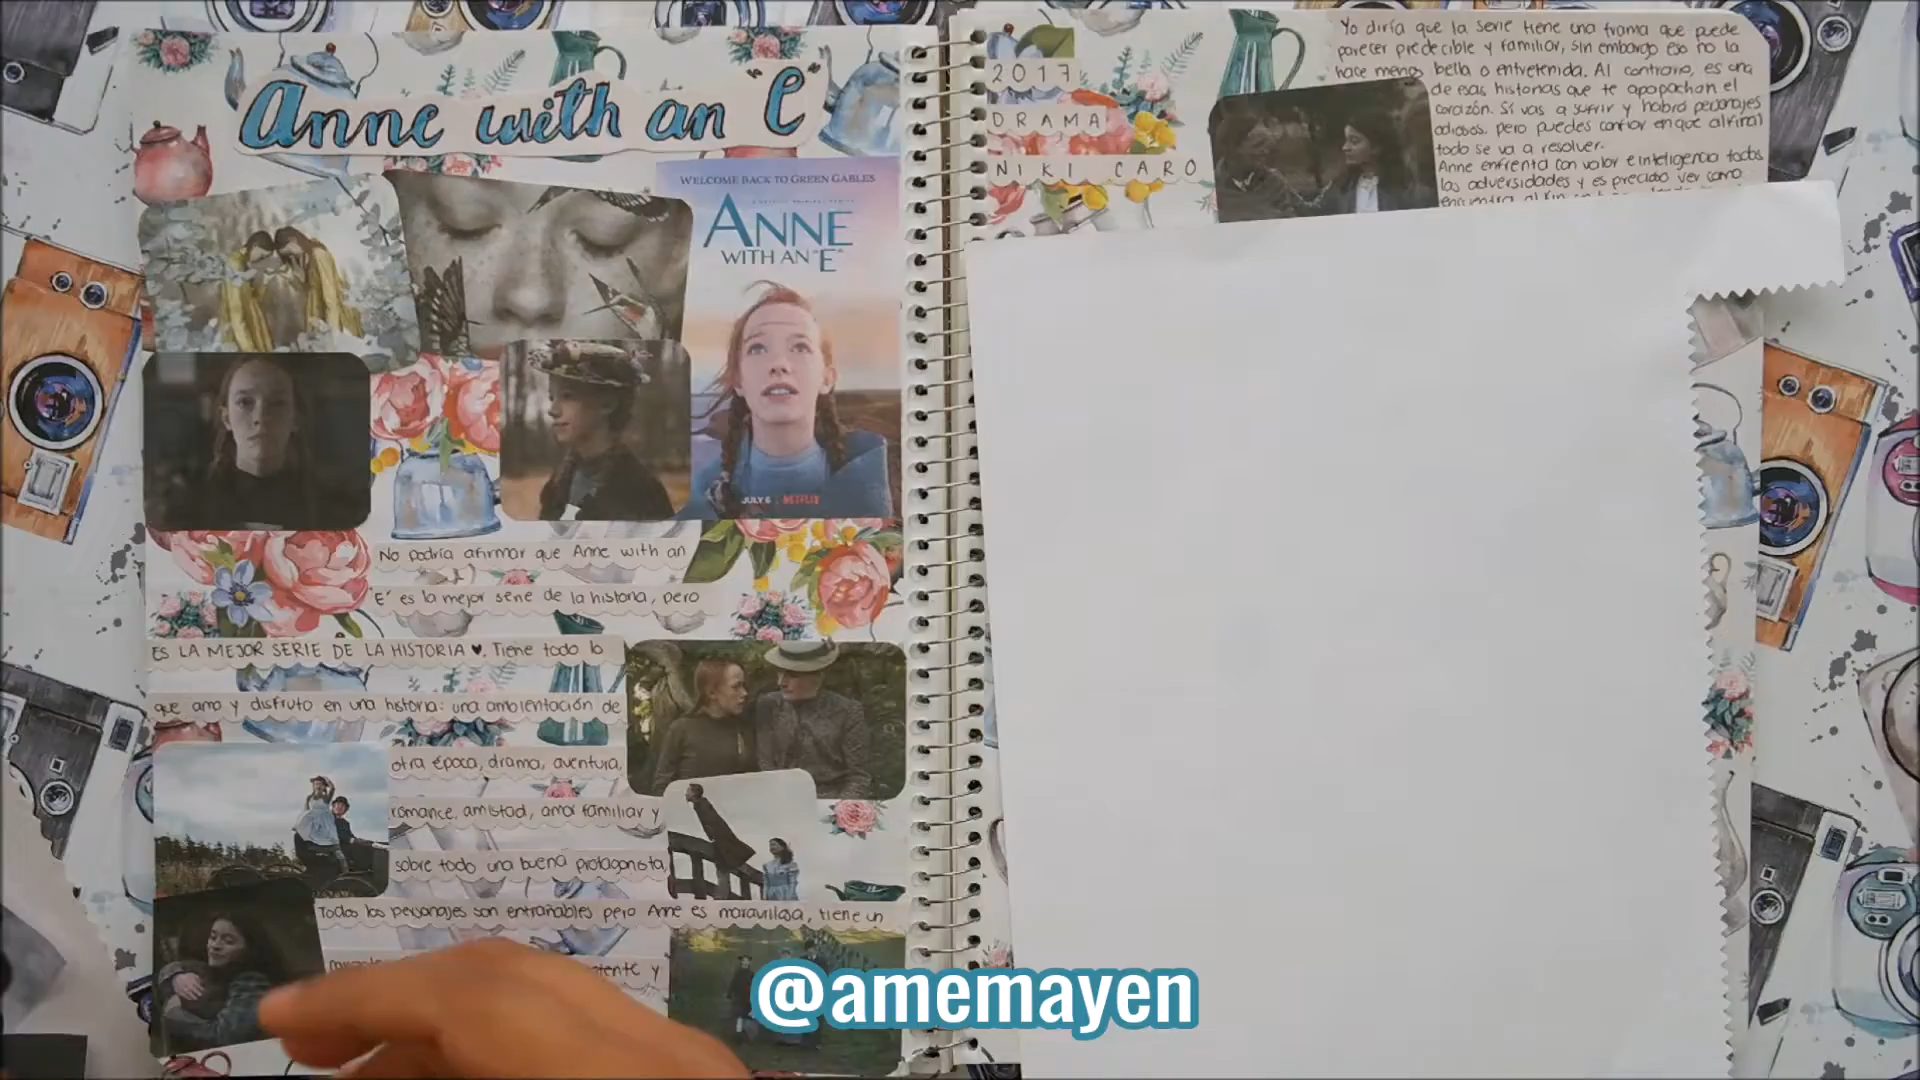 Anne with an "E"
WELCOME BACK TO GREEN GABLES
ANNE
WITH AN "E"
JULY 6 NETFLIX
No podría afirmar que Anne with an
"E" es la mejor serie de la historia, pero
ES LA MEJOR SERIE DE LA HISTORIA ♥. Tiene todo lo
que amo y disfruto en una historia: una ambientación de
otra época, drama, aventura,
romance, amistad, amor familiar y
sobre todo una buena protagonista,
Todos los personajes son entrañables pero Anne es maravillosa, tiene un
y
2017
DRAMA
NIKI CARO
Yo diría que la serie tiene una trama que puede
parecer predecible y familiar, sin embargo eso no la
hace menos bella o entretenida. Al contrario, es una
de esas historias que te apapachan el
corazón. Sí vas a sufrir y habrá personajes
odiosos, pero puedes confiar en que al final
todo se va a resolver.
Anne enfrenta con valor e inteligencia todas
las adversidades y es precioso ver como
encuentra al fin
@amemayen